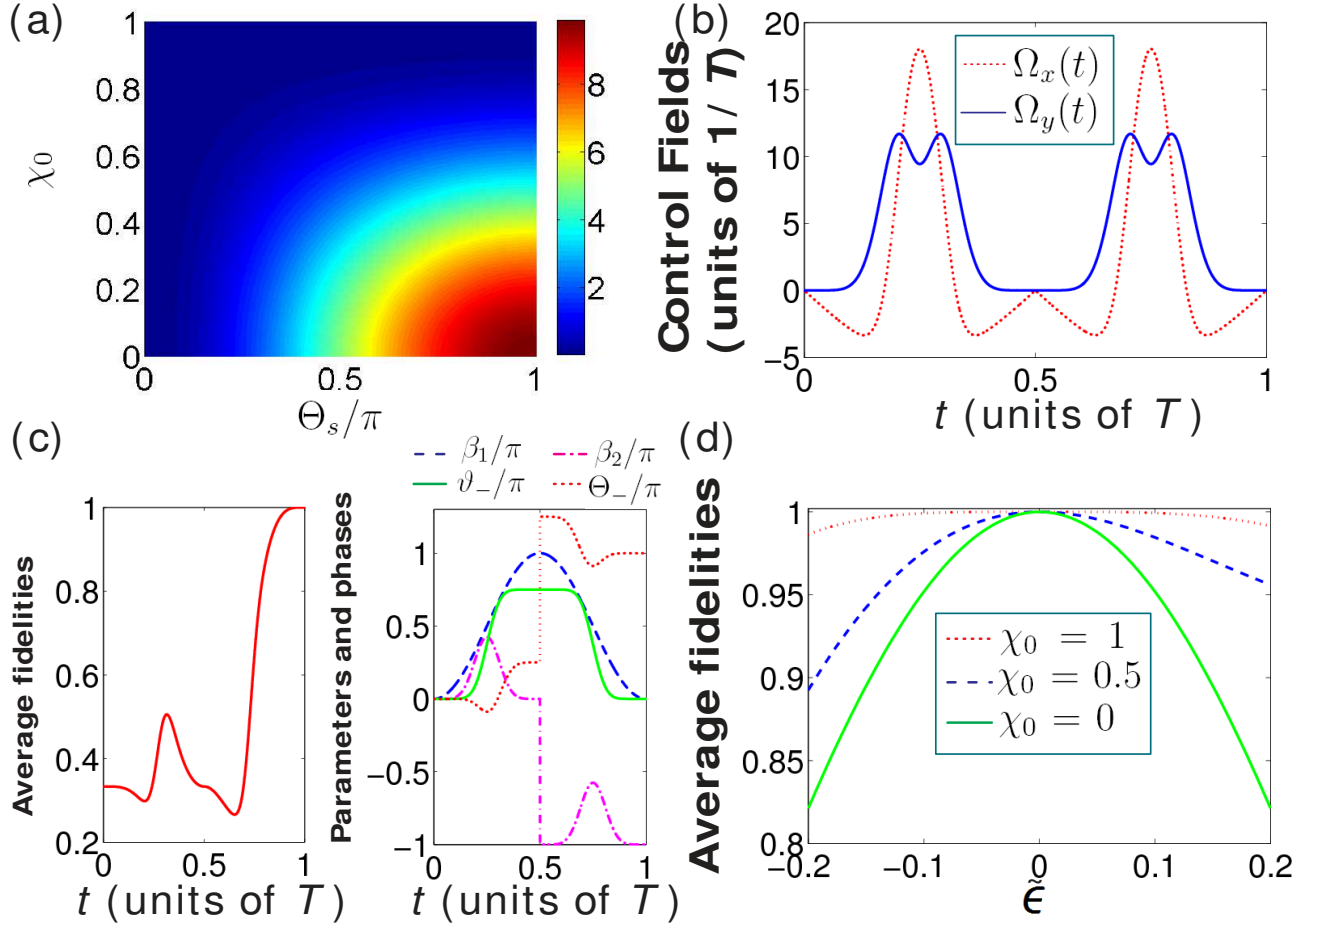 (a)
1
0.8
0.6
0.4
0.2
0
χ₀
0
0.5
1
Θₛ/π
8
6
4
2
(b)
Control Fields
(units of 1/ T)
20
15
10
5
0
−5
Ωₓ(t)
Ω_y(t)
0
0.5
1
t (units of T)
(c)
Average fidelities
1
0.8
0.6
0.4
0.2
0
0.5
1
t (units of T)
β₁/π
β₂/π
ϑ₋/π
Θ₋/π
Parameters and phases
1
0.5
0
−0.5
−1
0
0.5
1
t (units of T)
(d)
Average fidelities
1
0.95
0.9
0.85
0.8
χ₀ = 1
χ₀ = 0.5
χ₀ = 0
−0.2
−0.1
0
0.1
0.2
ϵ̃